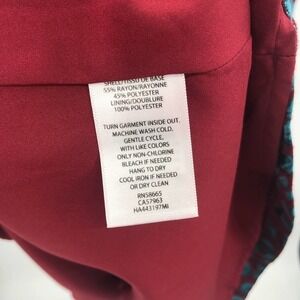 SHELL/TISSU DE BASE
55% RAYON/RAYONNE
45% POLYESTER
LINING/DOUBLURE
100% POLYESTER
TURN GARMENT INSIDE OUT.
MACHINE WASH COLD,
GENTLE CYCLE,
WITH LIKE COLORS
ONLY NON-CHLORINE
BLEACH IF NEEDED
HANG TO DRY
COOL IRON IF NEEDED
OR DRY CLEAN
RN58665
CA57963
HA443197MI